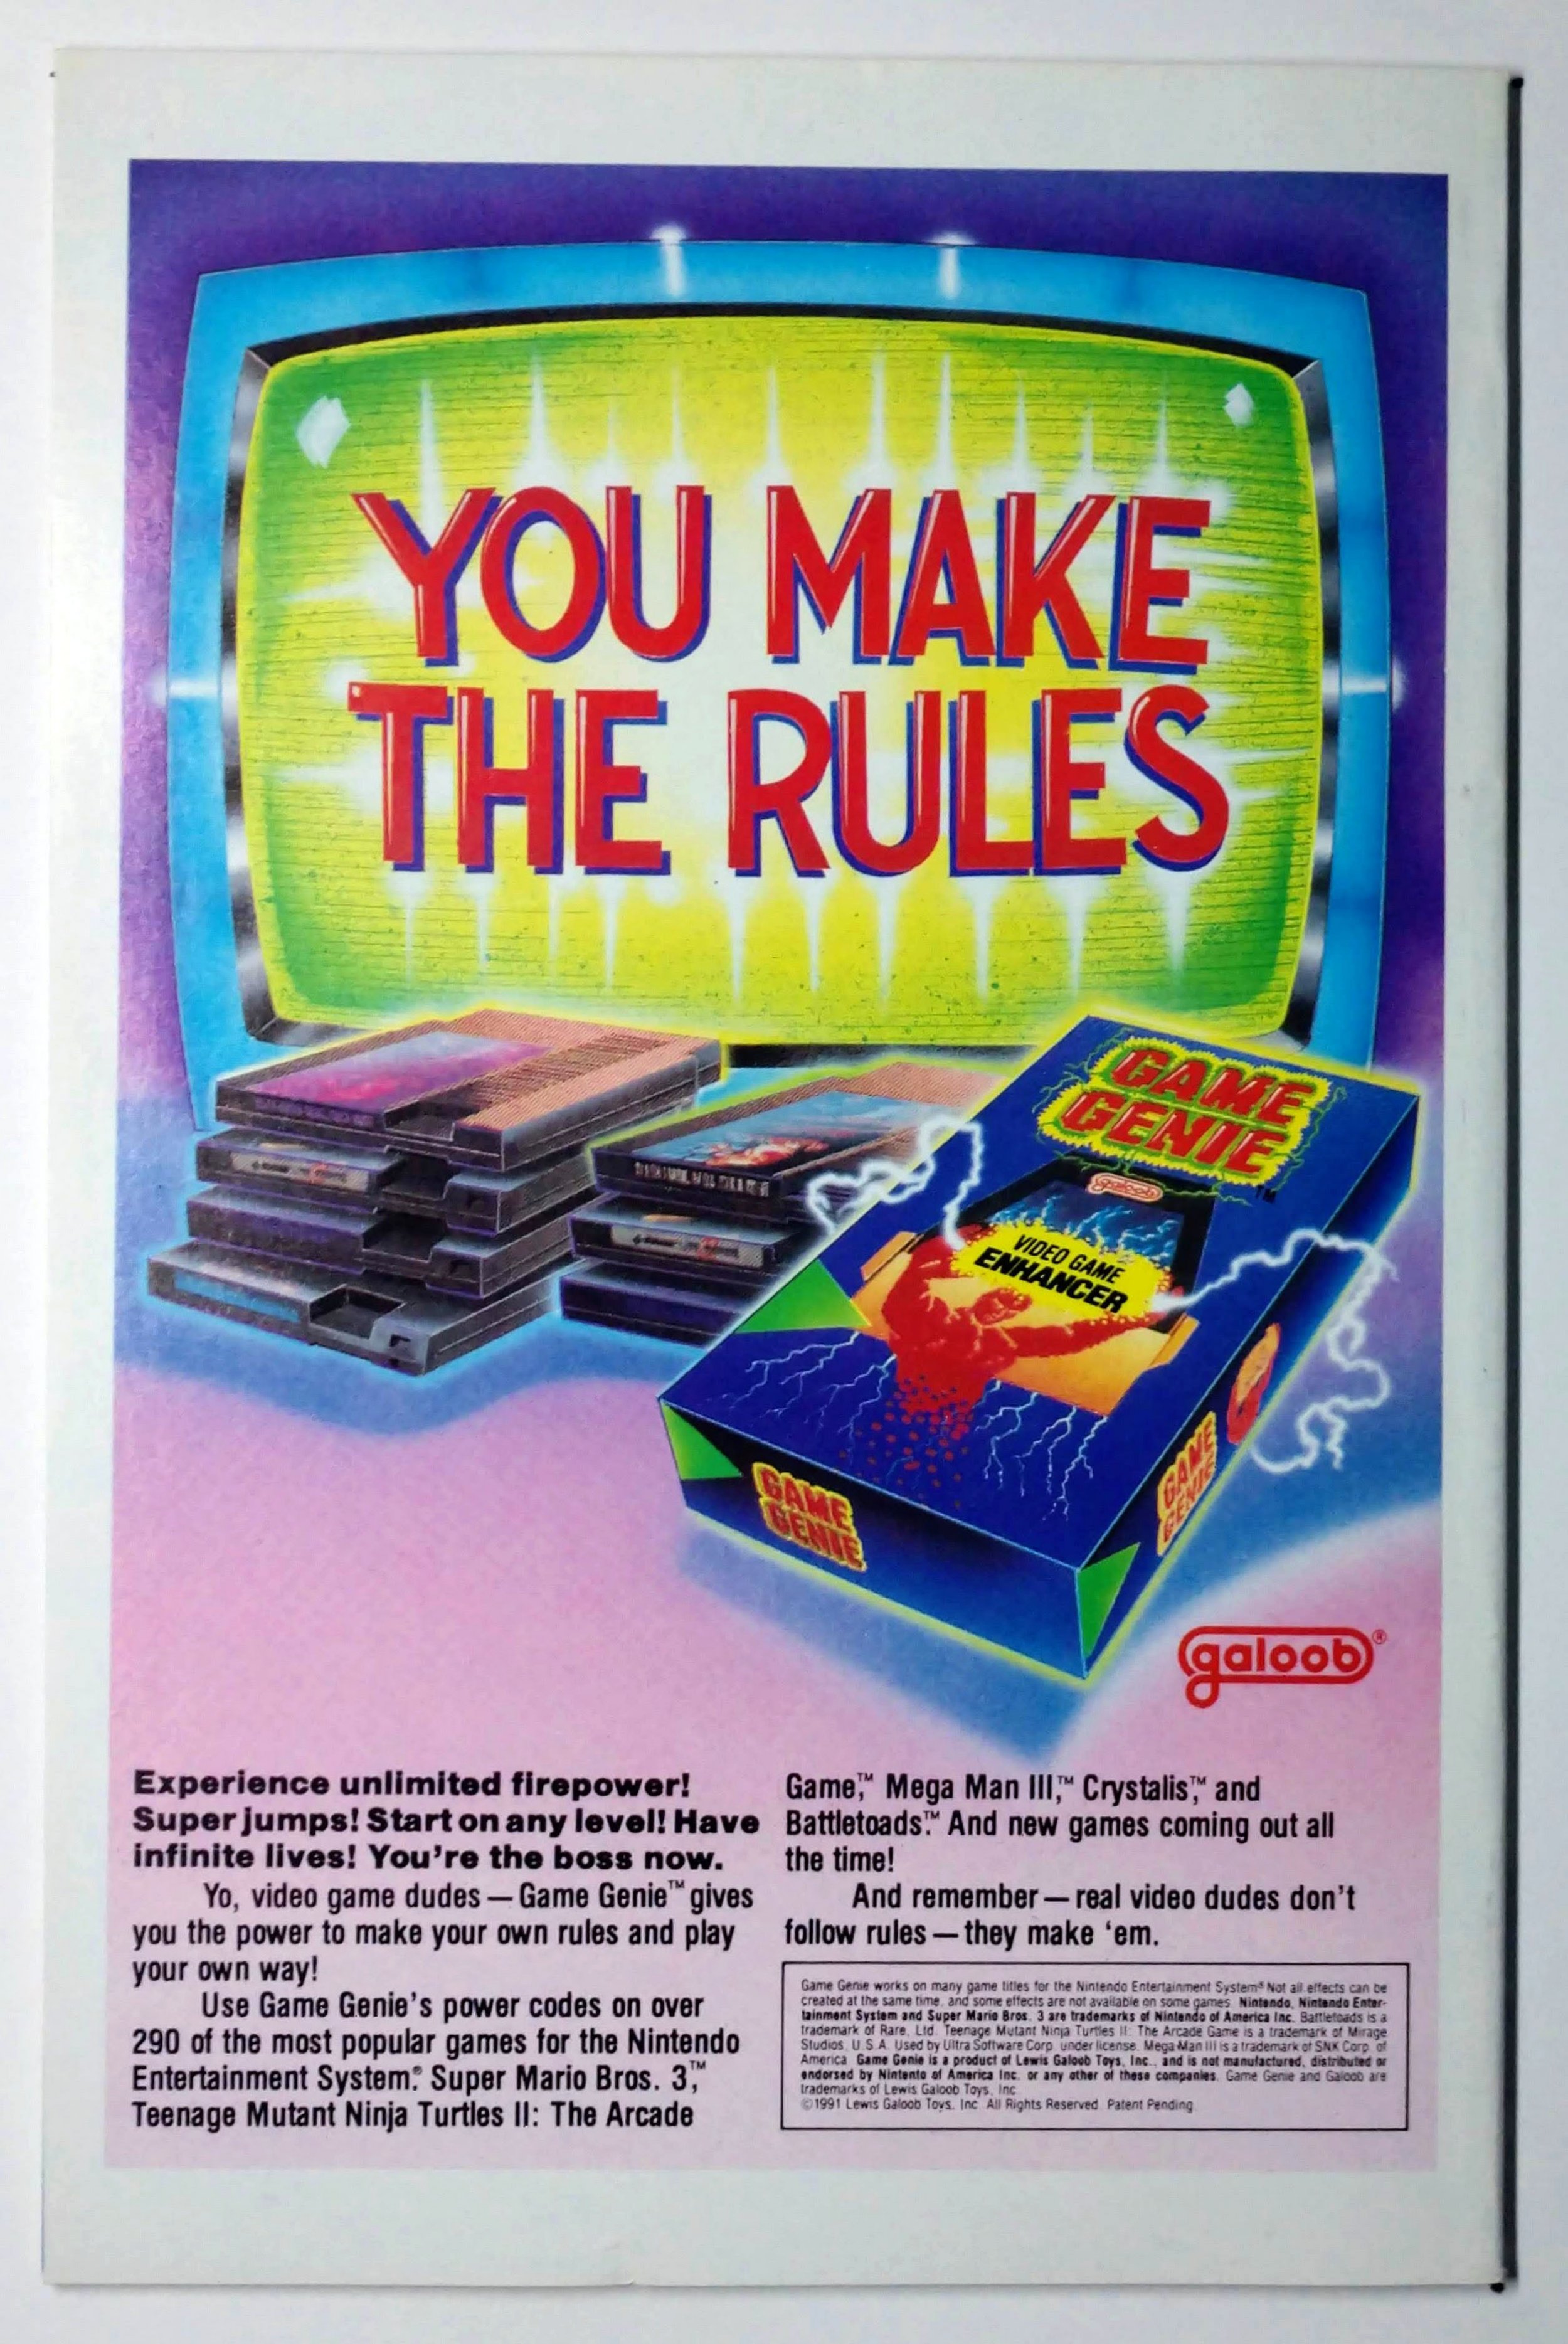 YOU MAKE
THE RULES
GAME
GENIE™
galoob
VIDEO GAME
ENHANCER
GAME
GENIE
GAME
GENIE
galoob®
Experience unlimited firepower!
Super jumps! Start on any level! Have
infinite lives! You're the boss now.
Yo, video game dudes — Game Genie™ gives
you the power to make your own rules and play
your own way!
Use Game Genie's power codes on over
290 of the most popular games for the Nintendo
Entertainment System®. Super Mario Bros. 3,™
Teenage Mutant Ninja Turtles II: The Arcade
Game,™ Mega Man III,™ Crystalis,™ and
Battletoads.™ And new games coming out all
the time!
And remember — real video dudes don't
follow rules — they make 'em.
Game Genie works on many game titles for the Nintendo Entertainment System® Not all effects can be
created at the same time, and some effects are not available on some games. Nintendo, Nintendo Enter-
tainment System and Super Mario Bros. 3 are trademarks of Nintendo of America Inc. Battletoads is a
trademark of Rare, Ltd. Teenage Mutant Ninja Turtles II: The Arcade Game is a trademark of Mirage
Studios, U.S.A. Used by Ultra Software Corp. under license. Mega Man III is a trademark of SNK Corp. of
America. Game Genie is a product of Lewis Galoob Toys, Inc., and is not manufactured, distributed or
endorsed by Nintento of America Inc. or any other of these companies. Game Genie and Galoob are
trademarks of Lewis Galoob Toys, Inc.
©1991 Lewis Galoob Toys, Inc. All Rights Reserved. Patent Pending